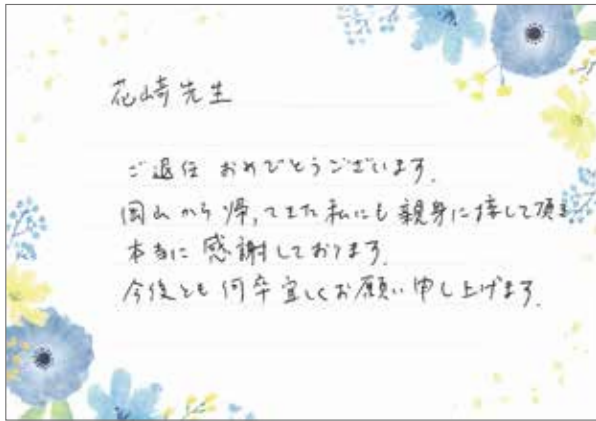 花崎先生
ご退任 おめでとうございます.
岡山から帰ってきた私にも親身に接して頂き
本当に感謝しております.
今後とも何卒宜しくお願い申し上げます.